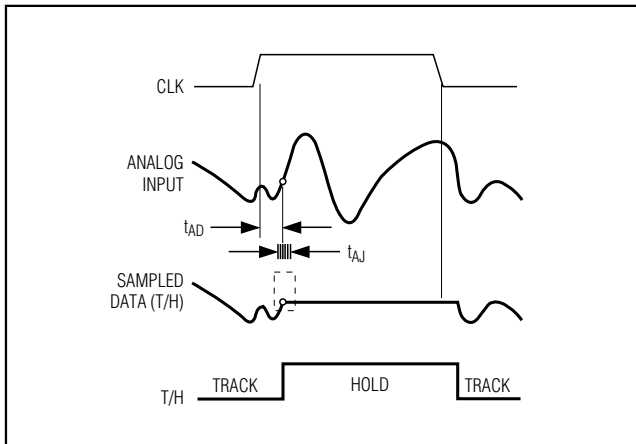 CLK
ANALOG
INPUT
tAD
tAJ
SAMPLED
DATA (T/H)
T/H
TRACK
HOLD
TRACK